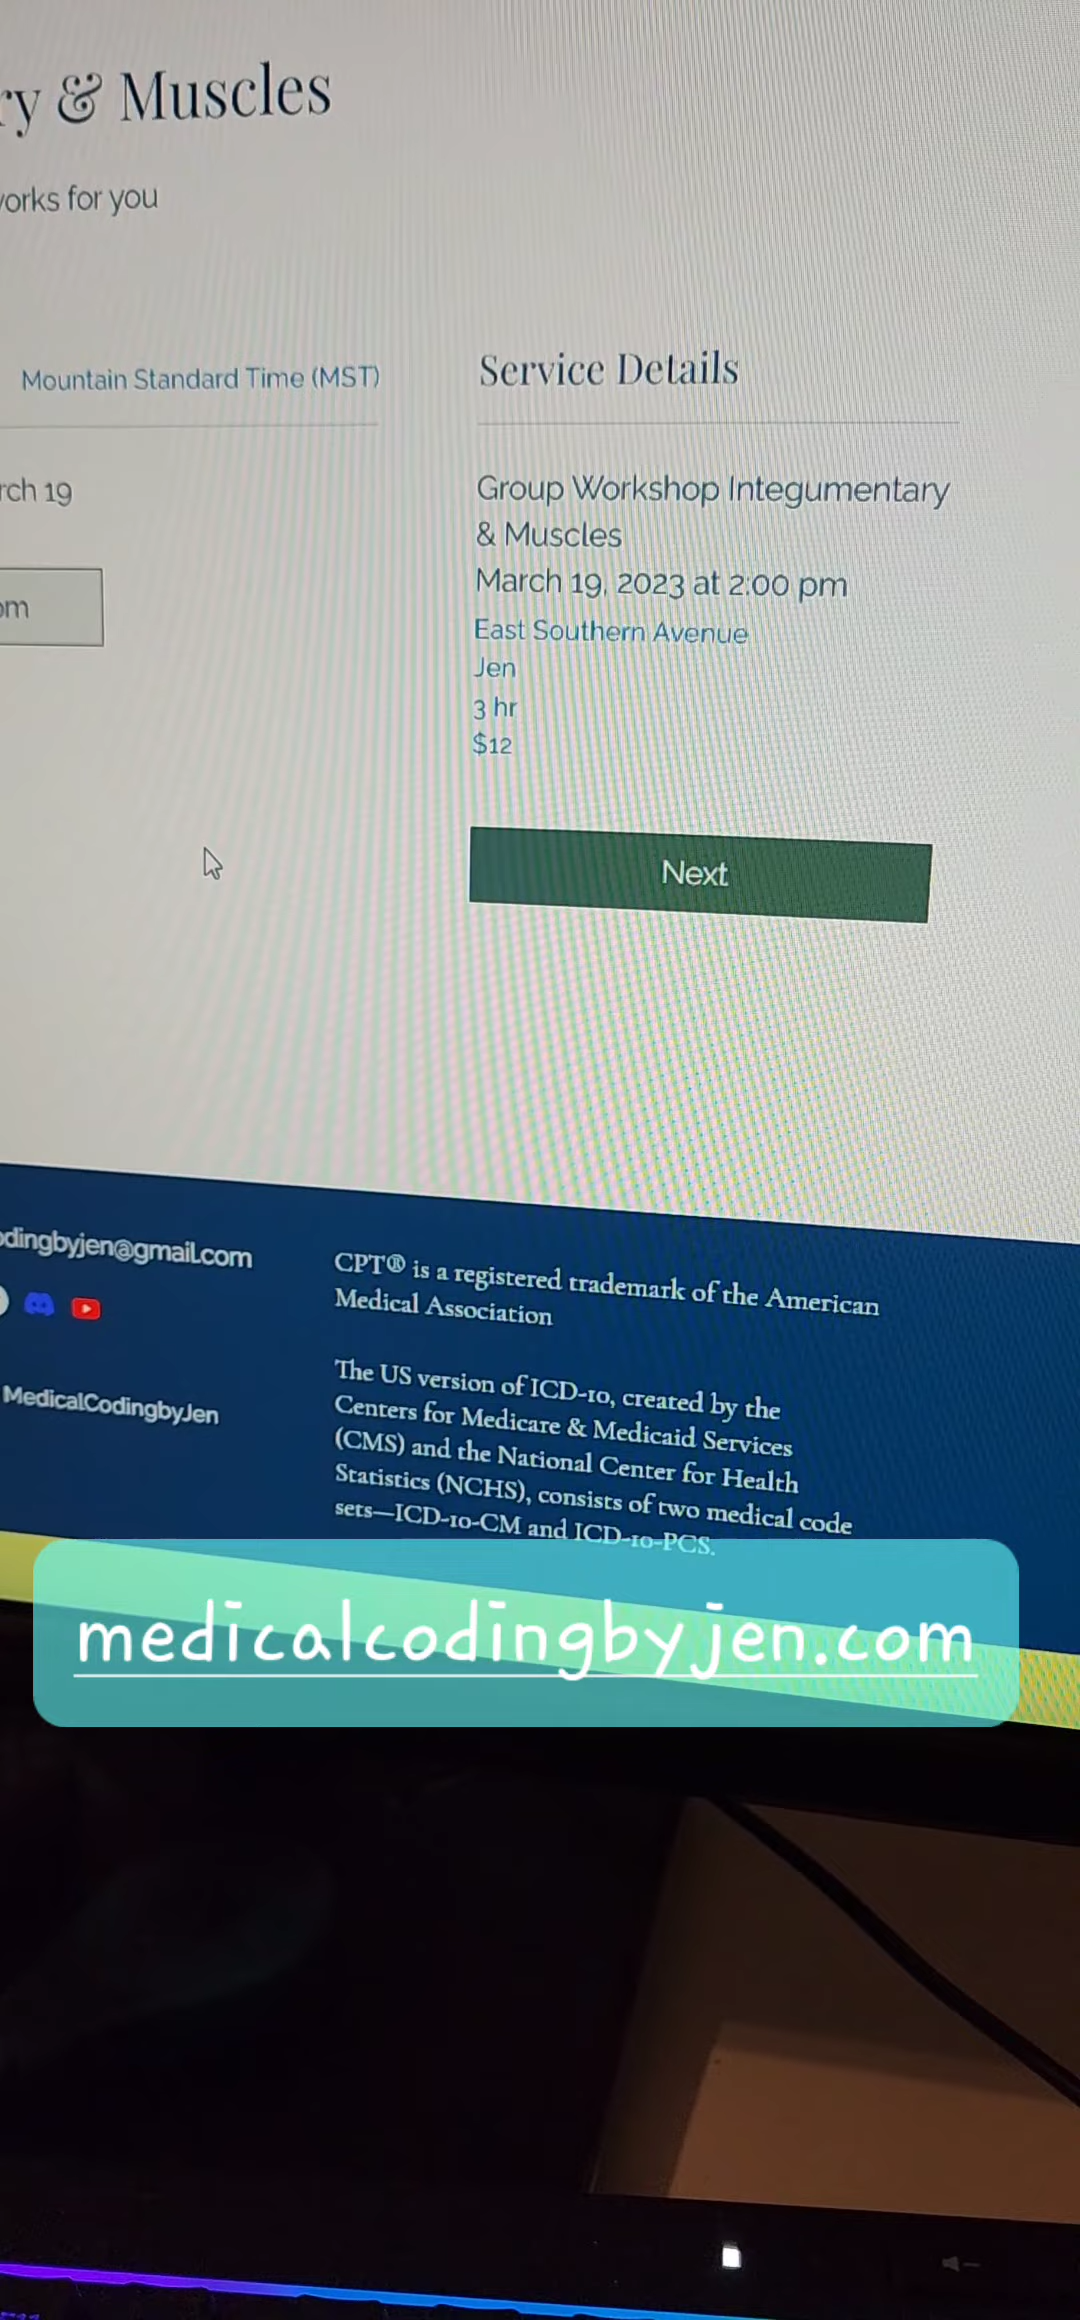 & Muscles
for you
Mountain Standard Time (MST)
Service Details
19
Group Workshop Integumentary
& Muscles
March 19, 2023 at 2:00 pm
East Southern Avenue
Jen
3 hr
$12
Next
odingbyjen@gmail.com
MedicalCodingbyJen
CPT® is a registered trademark of the American
Medical Association
The US version of ICD-10, created by the
Centers for Medicare & Medicaid Services
(CMS) and the National Center for Health
Statistics (NCHS), consists of two medical code
sets—ICD-10-CM and ICD-10-PCS.
medicalcodingbyjen.com